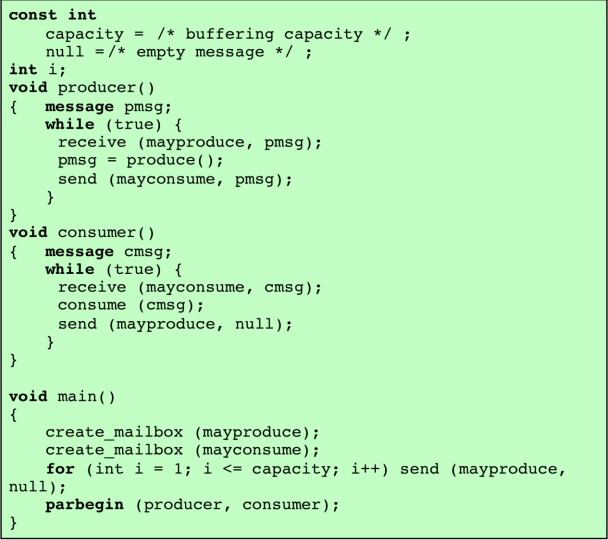 const int
    capacity = /* buffering capacity */ ;
    null =/* empty message */ ;
int i;
void producer()
{   message pmsg;
    while (true) {
     receive (mayproduce, pmsg);
     pmsg = produce();
     send (mayconsume, pmsg);
    }
}
void consumer()
{   message cmsg;
    while (true) {
     receive (mayconsume, cmsg);
     consume (cmsg);
     send (mayproduce, null);
    }
}
void main()
{
    create_mailbox (mayproduce);
    create_mailbox (mayconsume);
    for (int i = 1; i <= capacity; i++) send (mayproduce,
null);
    parbegin (producer, consumer);
}